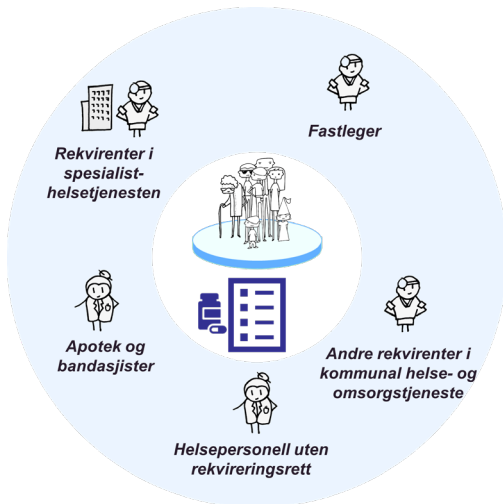 Fastleger
Rekvirenter i
spesialist-
helsetjenesten
Apotek og
bandasjister
Andre rekvirenter i
kommunal helse- og
omsorgstjeneste
Helsepersonell uten
rekvireringsrett